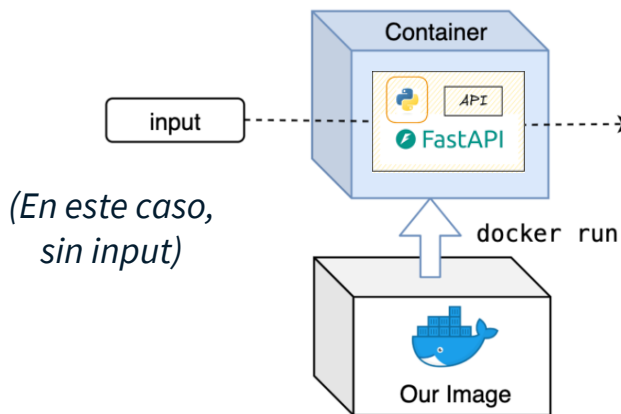 Container
API
FastAPI
input
(En este caso,
sin input)
docker run
Our Image